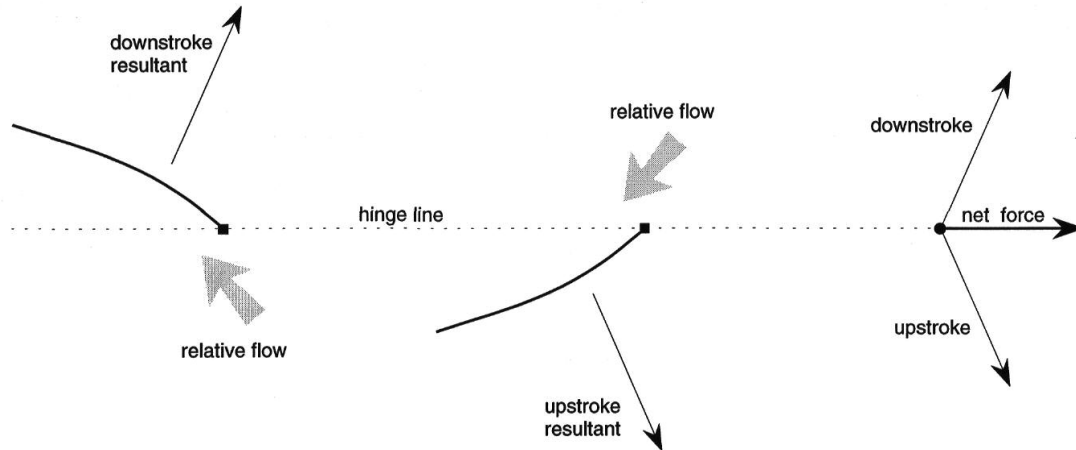 downstroke
resultant
relative flow
hinge line
relative flow
upstroke
resultant
downstroke
net force
upstroke